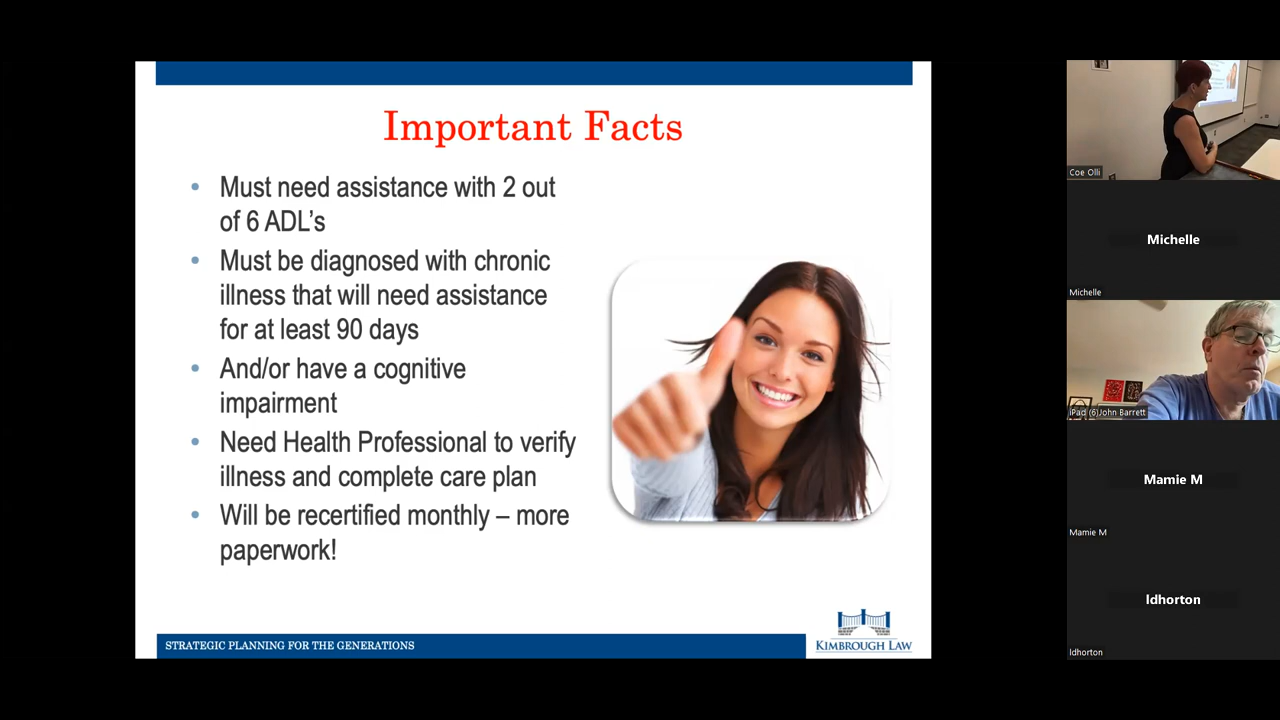 Important Facts
• Must need assistance with 2 out
of 6 ADL's
• Must be diagnosed with chronic
illness that will need assistance
for at least 90 days
• And/or have a cognitive
impairment
• Need Health Professional to verify
illness and complete care plan
• Will be recertified monthly – more
paperwork!
STRATEGIC PLANNING FOR THE GENERATIONS
KIMBROUGH LAW
Coe Olli
Michelle
Michelle
iPad (6)John Barrett
Mamie M
Mamie M
ldhorton
ldhorton